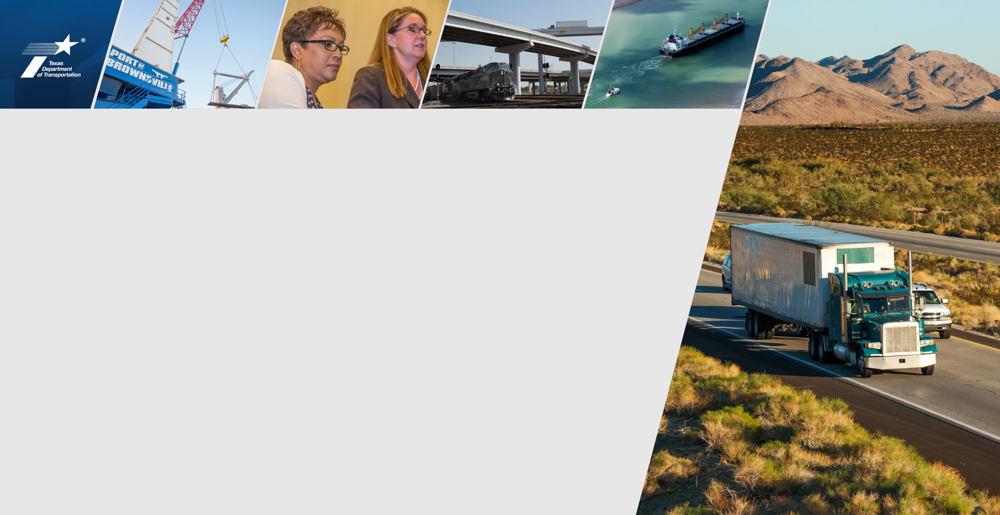 ®
Texas
Department
of Transportation
PORT OF
BROWNSVILLE